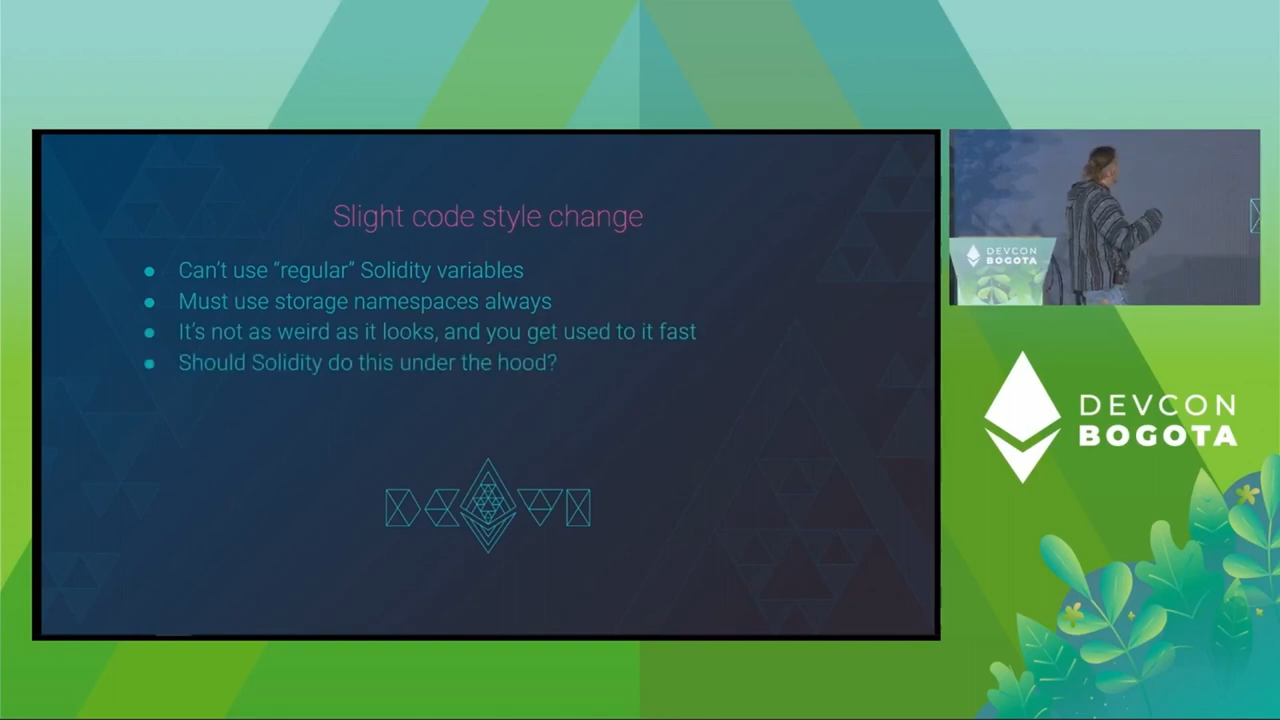 Slight code style change
● Can't use “regular” Solidity variables
● Must use storage namespaces always
● It's not as weird as it looks, and you get used to it fast
● Should Solidity do this under the hood?
DEVCON
BOGOTA
DEVCON
BOGOTA